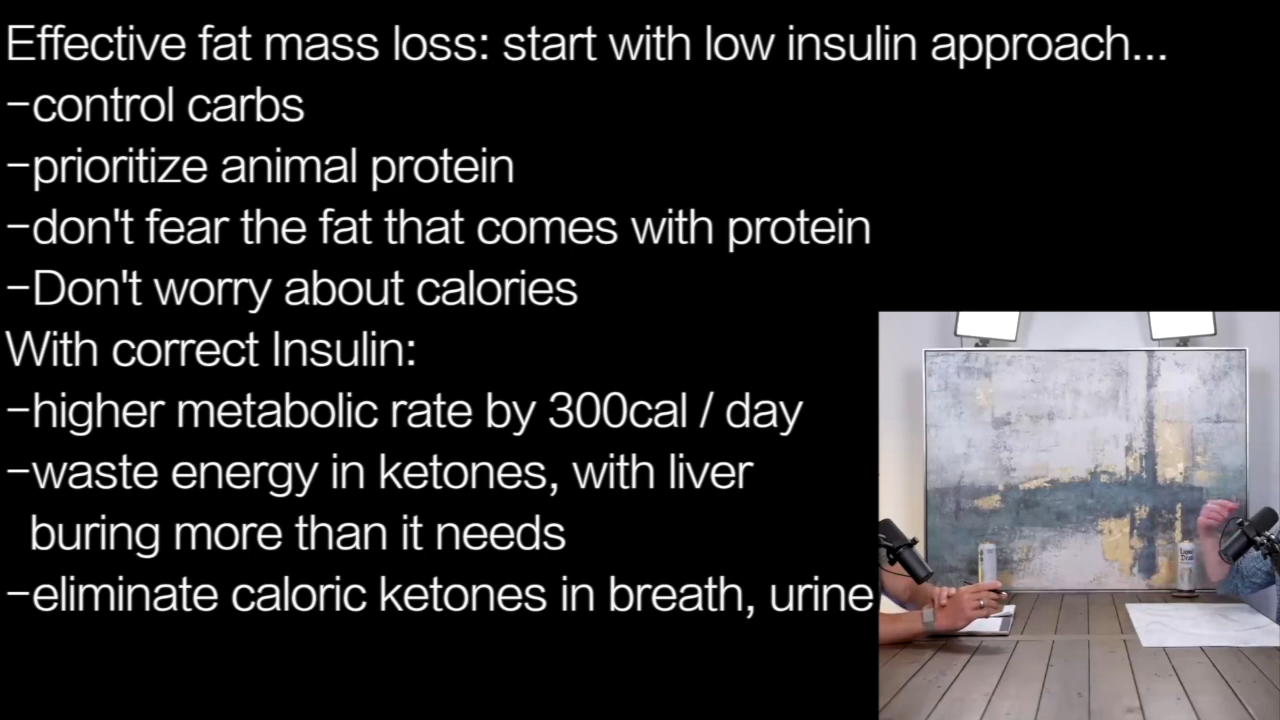 Effective fat mass loss: start with low insulin approach...
-control carbs
-prioritize animal protein
-don't fear the fat that comes with protein
-Don't worry about calories
With correct Insulin:
-higher metabolic rate by 300cal / day
-waste energy in ketones, with liver
buring more than it needs
-eliminate caloric ketones in breath, urine